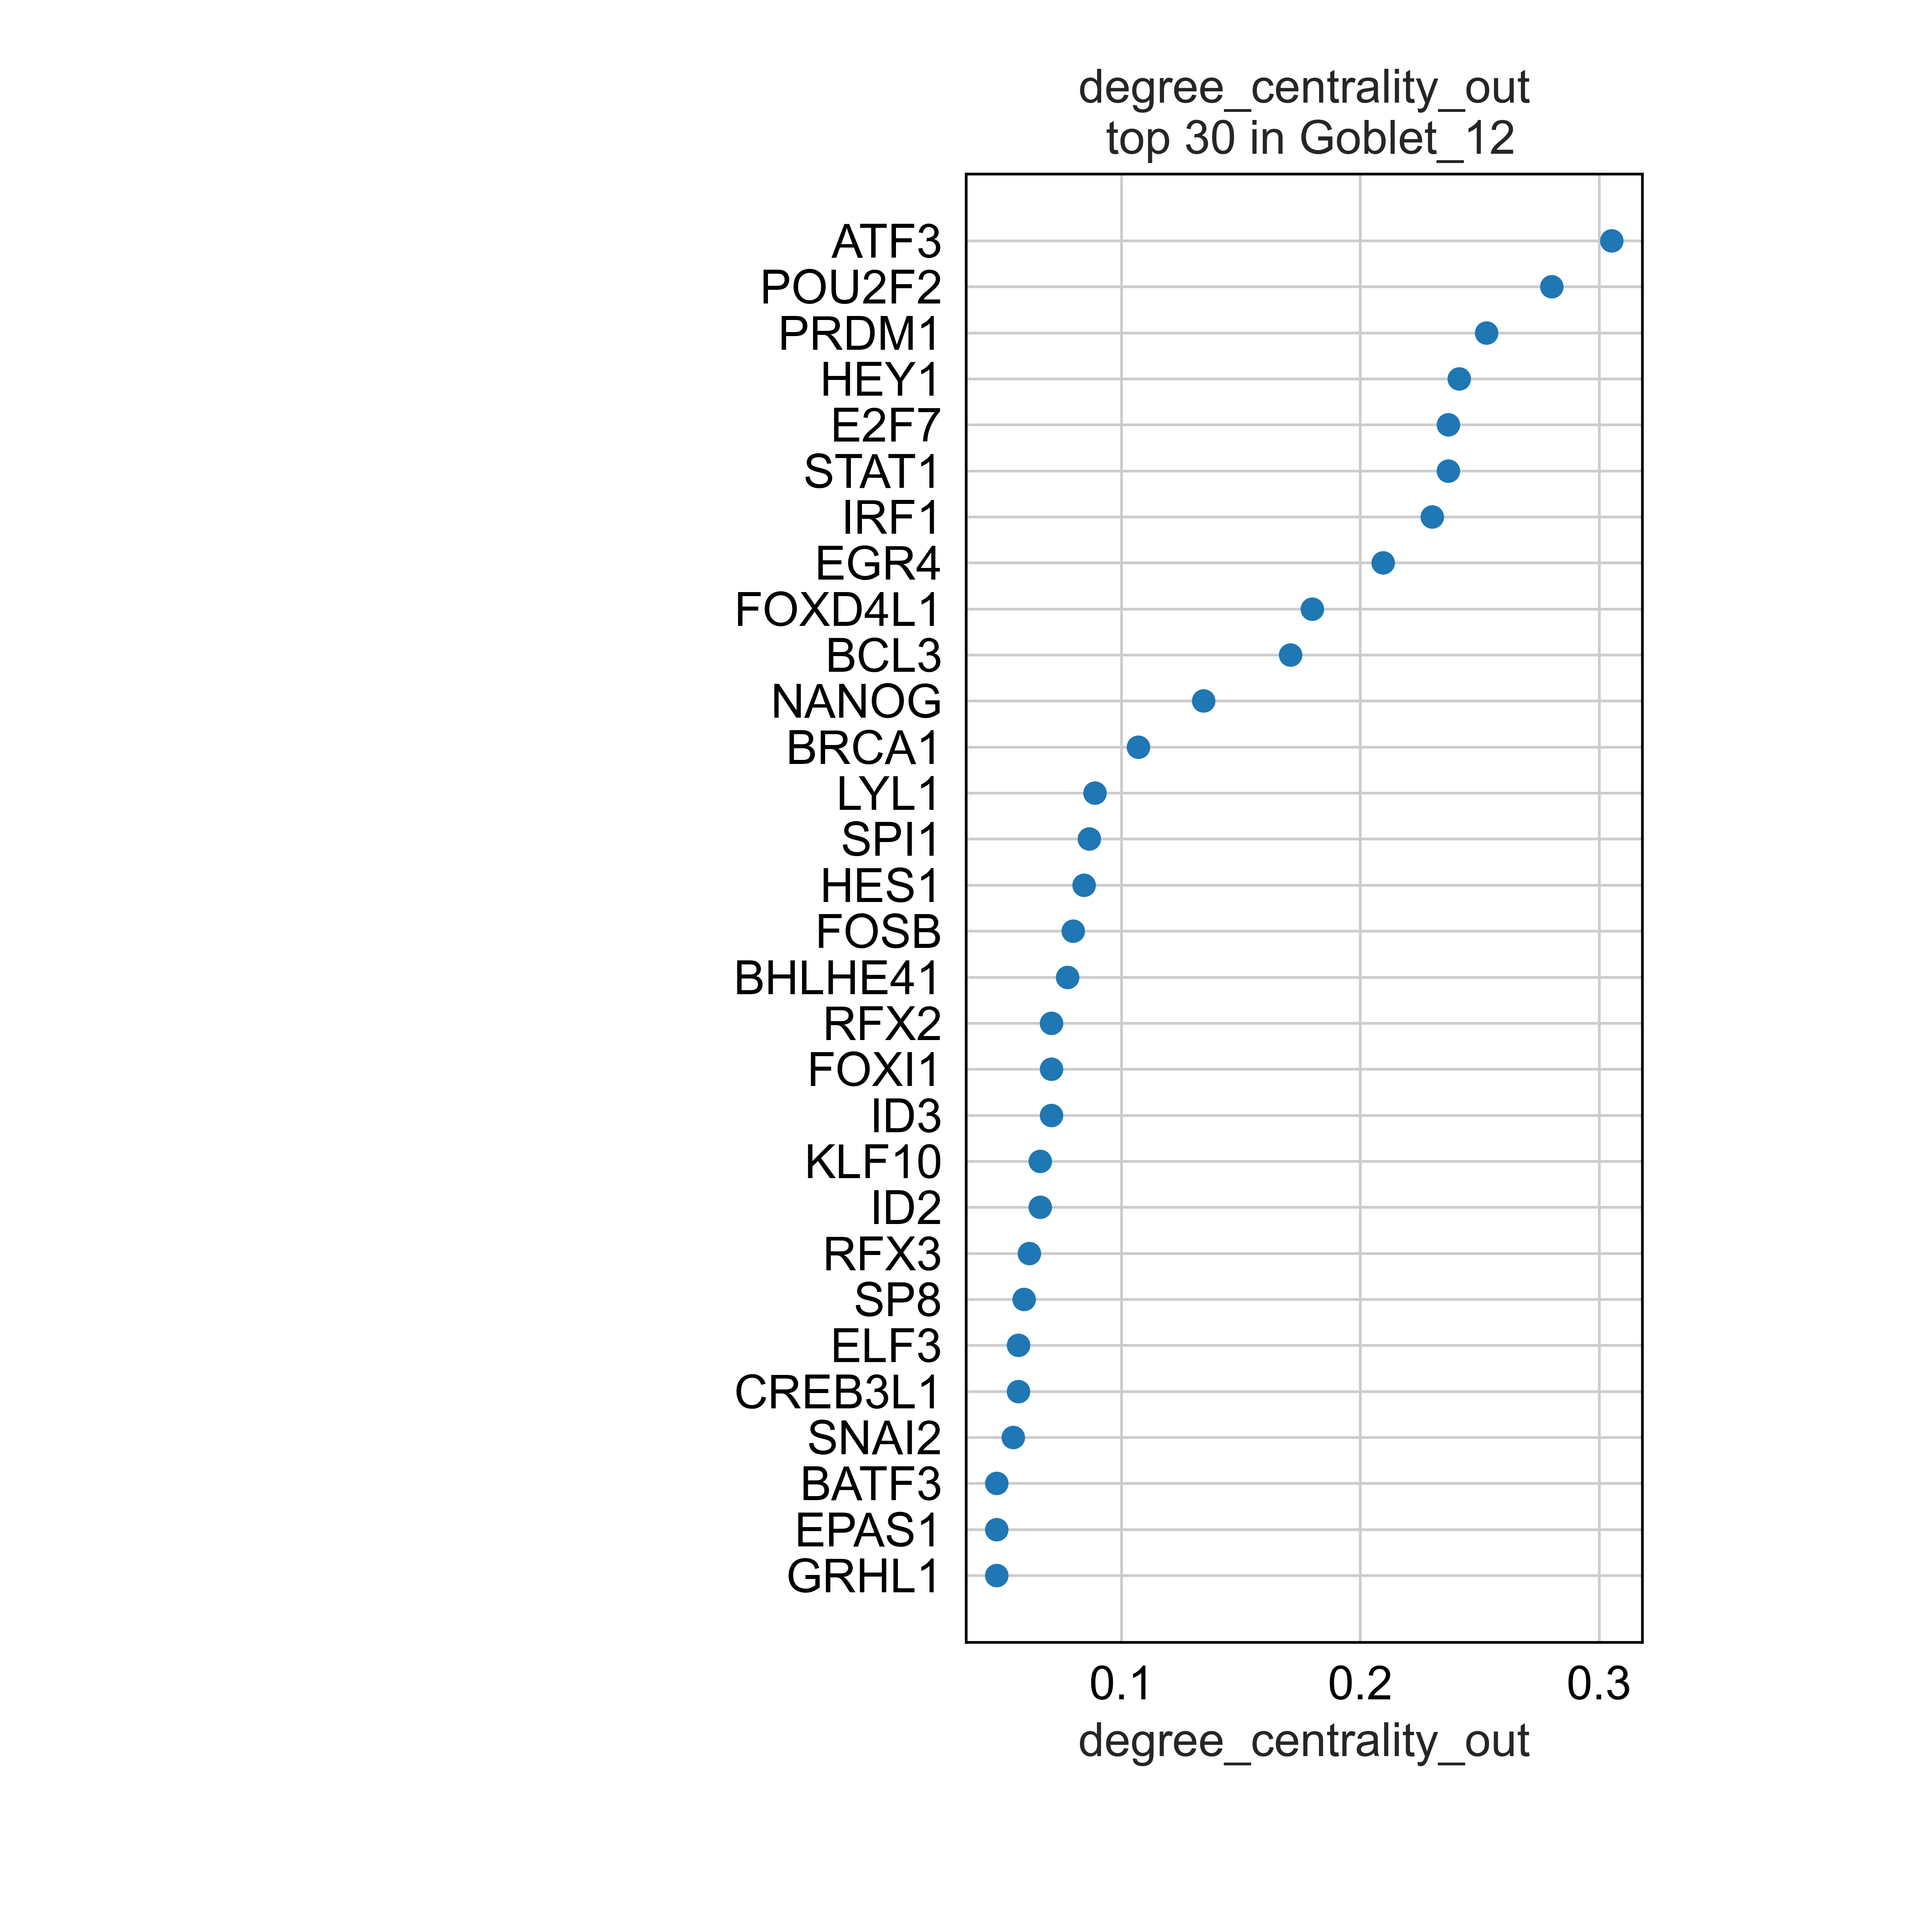 degree_centrality_out
top 30 in Goblet_12
ATF3
POU2F2
PRDM1
HEY1
E2F7
STAT1
IRF1
EGR4
FOXD4L1
BCL3
NANOG
BRCA1
LYL1
SPI1
HES1
FOSB
BHLHE41
RFX2
FOXI1
ID3
KLF10
ID2
RFX3
SP8
ELF3
CREB3L1
SNAI2
BATF3
EPAS1
GRHL1
0.1 0.2 0.3
degree_centrality_out